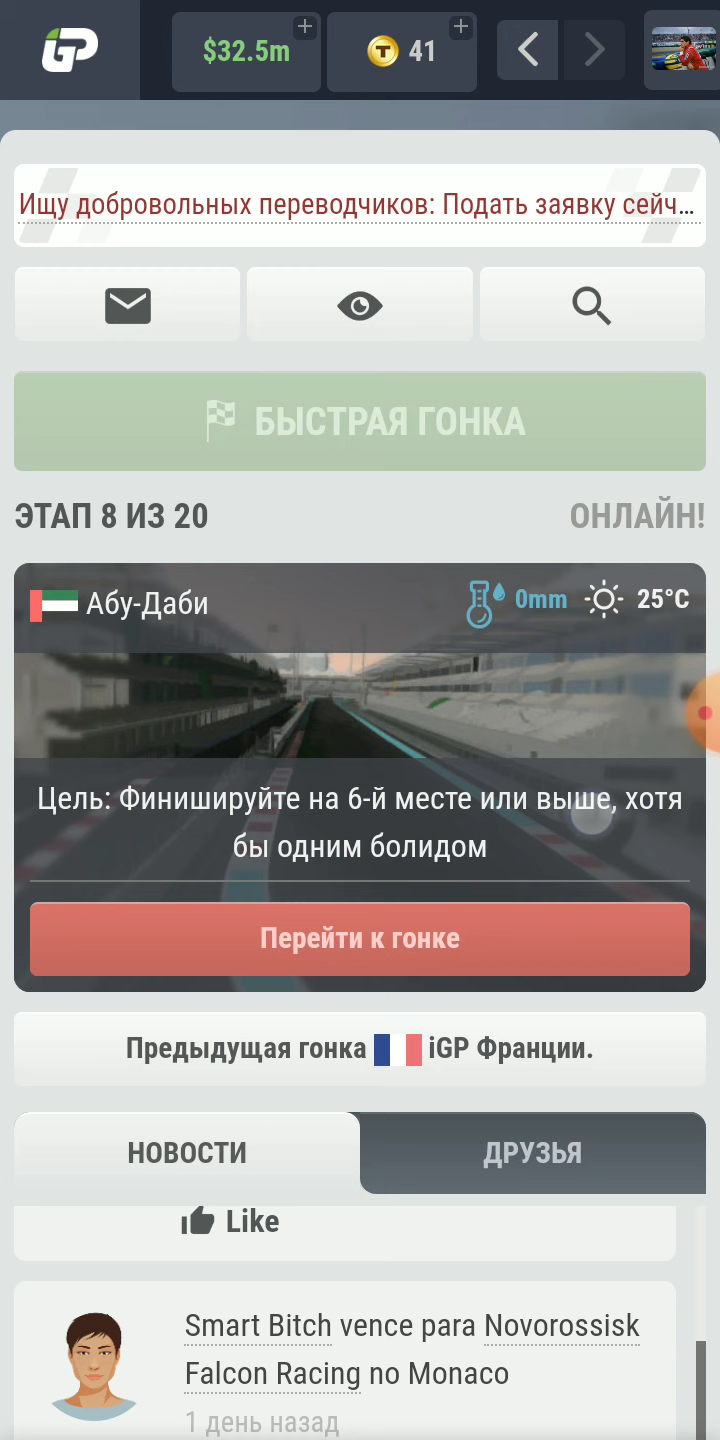 $32.5m
41
Ищу добровольных переводчиков: Подать заявку сейч...
БЫСТРАЯ ГОНКА
ЭТАП 8 ИЗ 20
ОНЛАЙН!
Абу-Даби
0mm
25°C
Цель: Финишируйте на 6-й месте или выше, хотя
бы одним болидом
Перейти к гонке
Предыдущая гонка iGP Франции.
НОВОСТИ
ДРУЗЬЯ
Like
Smart Bitch vence para Novorossisk
Falcon Racing no Monaco
1 день назад